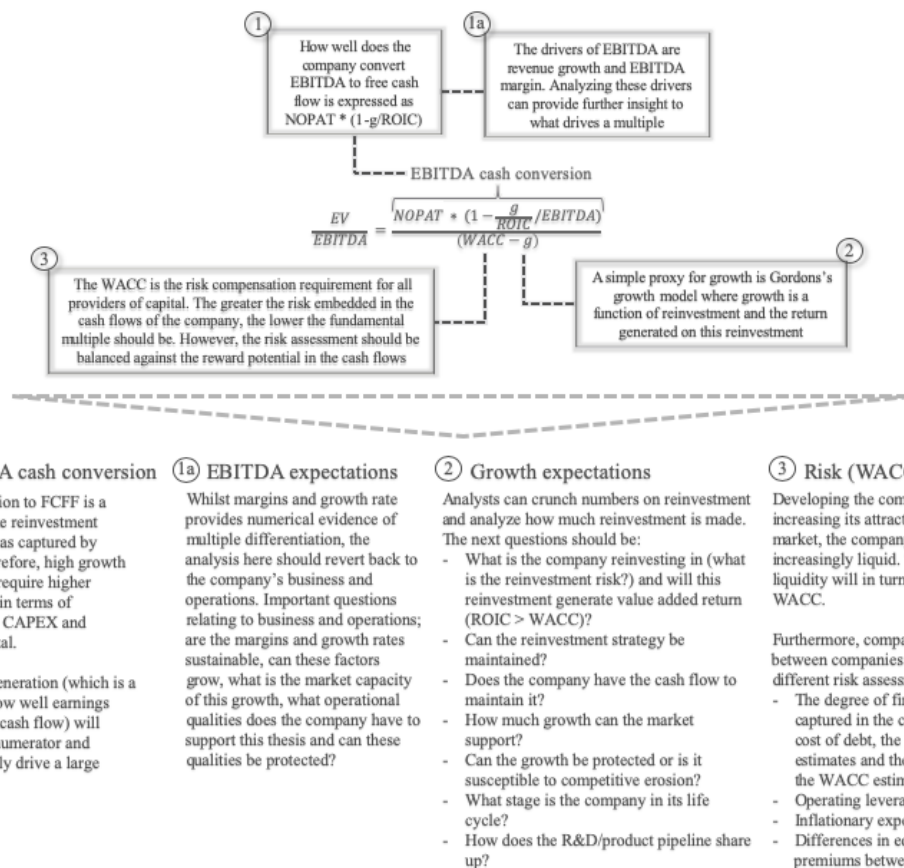 1
How well does the
company convert
EBITDA to free cash
flow is expressed as
NOPAT * (1-g/ROIC)
1a
The drivers of EBITDA are
revenue growth and EBITDA
margin. Analyzing these drivers
can provide further insight to
what drives a multiple
EBITDA cash conversion
EV/EBITDA = NOPAT * (1 − g/ROIC /EBITDA) / (WACC − g)
3
The WACC is the risk compensation requirement for all
providers of capital. The greater the risk embedded in the
cash flows of the company, the lower the fundamental
multiple should be. However, the risk assessment should be
balanced against the reward potential in the cash flows
2
A simple proxy for growth is Gordons's
growth model where growth is a
function of reinvestment and the return
generated on this reinvestment
A cash conversion
ion to FCFF is a
e reinvestment
as captured by
refore, high growth
require higher
in terms of
CAPEX and
tal.
eneration (which is a
ow well earnings
cash flow) will
numerator and
ly drive a large
1a EBITDA expectations
Whilst margins and growth rate
provides numerical evidence of
multiple differentiation, the
analysis here should revert back to
the company's business and
operations. Important questions
relating to business and operations;
are the margins and growth rates
sustainable, can these factors
grow, what is the market capacity
of this growth, what operational
qualities does the company have to
support this thesis and can these
qualities be protected?
2 Growth expectations
Analysts can crunch numbers on reinvestment
and analyze how much reinvestment is made.
The next questions should be:
- What is the company reinvesting in (what
is the reinvestment risk?) and will this
reinvestment generate value added return
(ROIC > WACC)?
- Can the reinvestment strategy be
maintained?
- Does the company have the cash flow to
maintain it?
- How much growth can the market
support?
- Can the growth be protected or is it
susceptible to competitive erosion?
- What stage is the company in its life
cycle?
- How does the R&D/product pipeline share
up?
3 Risk (WACC
Developing the com
increasing its attract
market, the company
increasingly liquid.
liquidity will in turn
WACC.
Furthermore, compa
between companies
different risk assess
- The degree of fin
captured in the c
cost of debt, the
estimates and the
the WACC estim
- Operating levera
- Inflationary expe
- Differences in eq
premiums betwe